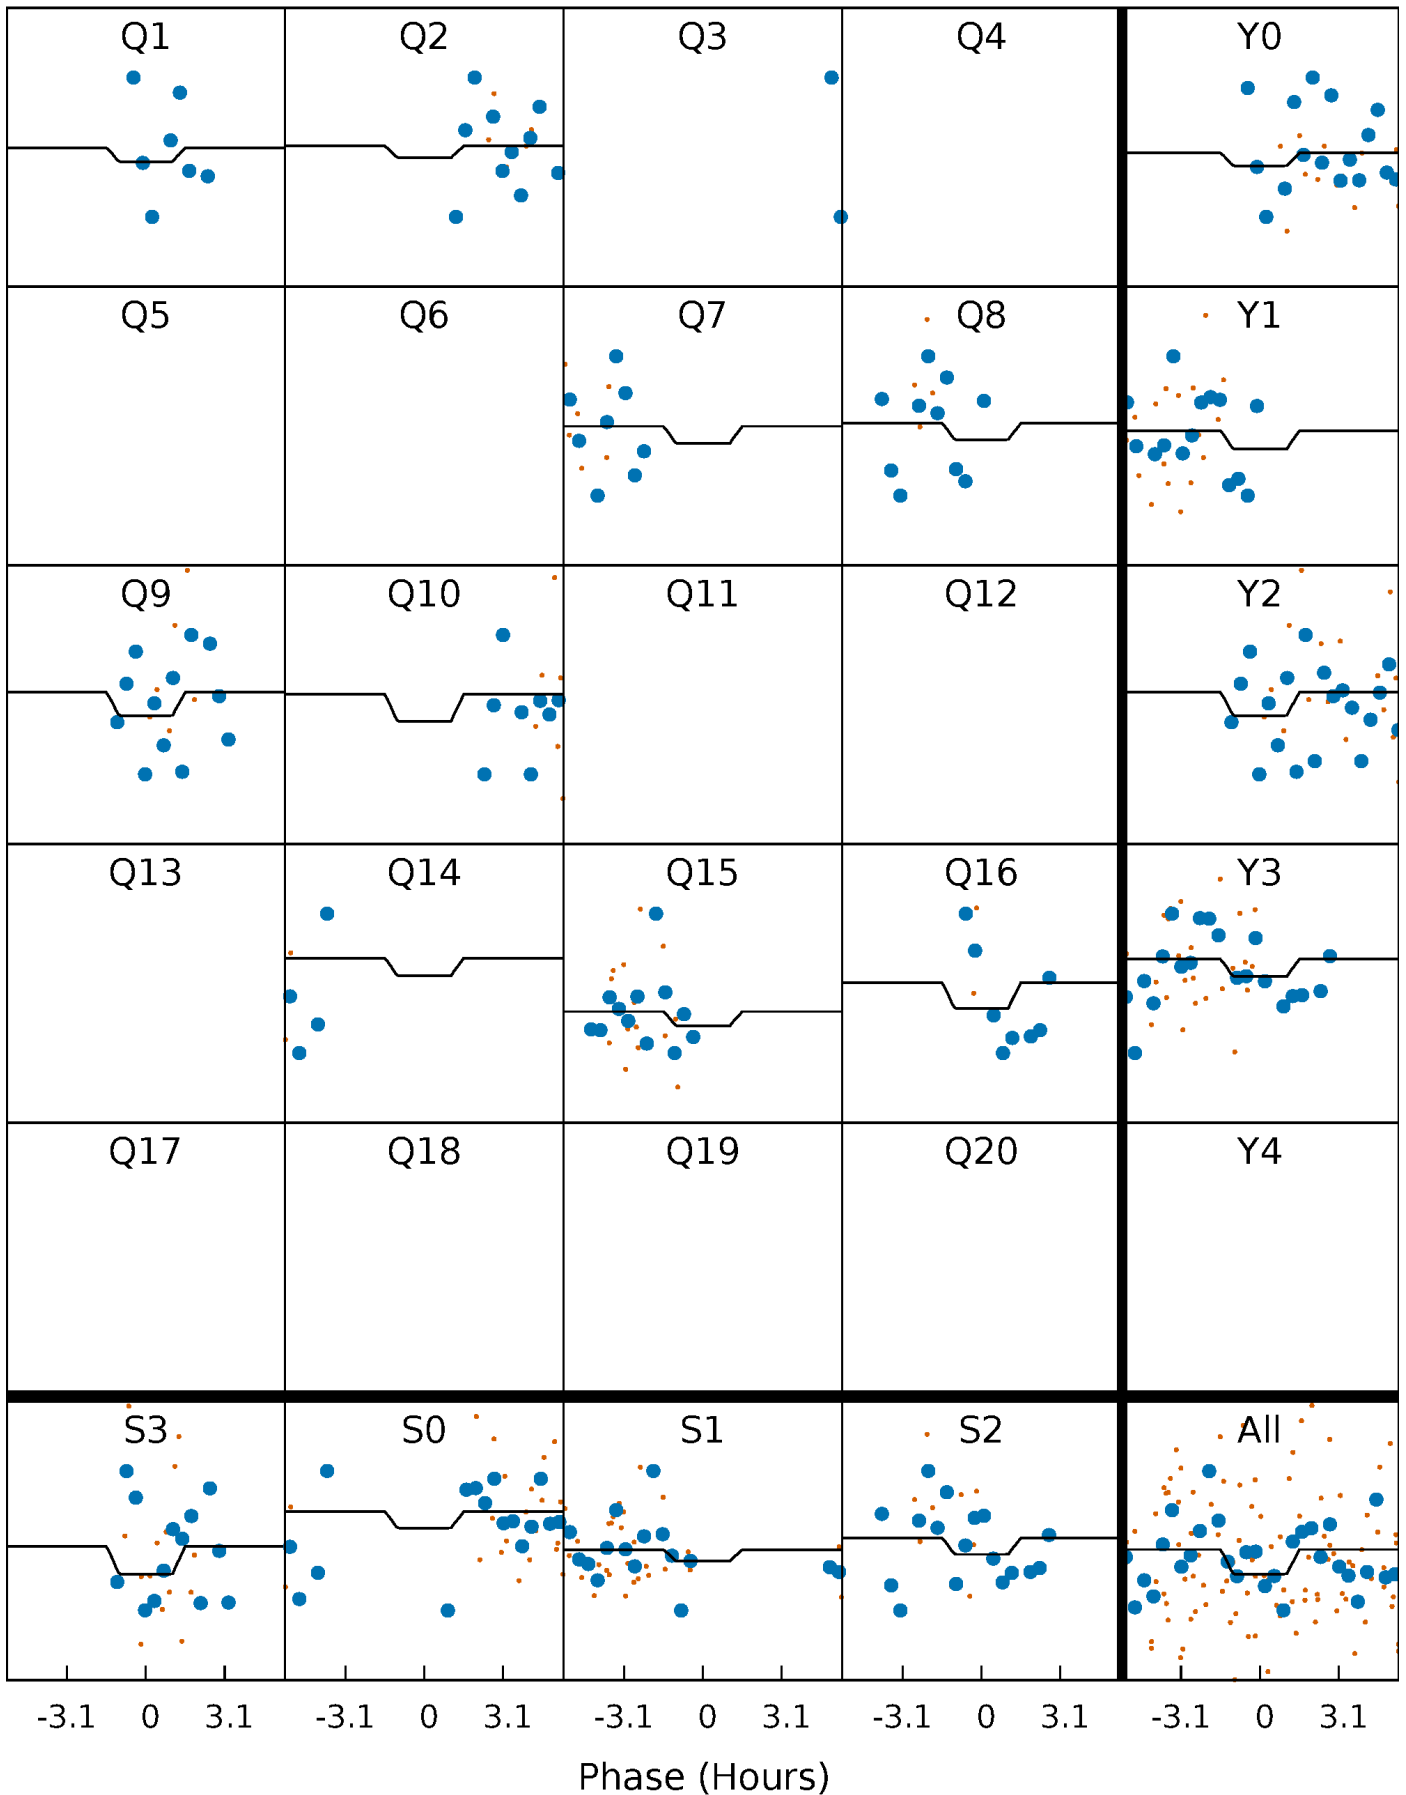 Q1 Q2 Q3 Q4 Y0
Q5 Q6 Q7 Q8 Y1
Q9 Q10 Q11 Q12 Y2
Q13 Q14 Q15 Q16 Y3
Q17 Q18 Q19 Q20 Y4
S3 S0 S1 S2 All
-3.1 0 3.1 -3.1 0 3.1 -3.1 0 3.1 -3.1 0 3.1 -3.1 0 3.1
Phase (Hours)